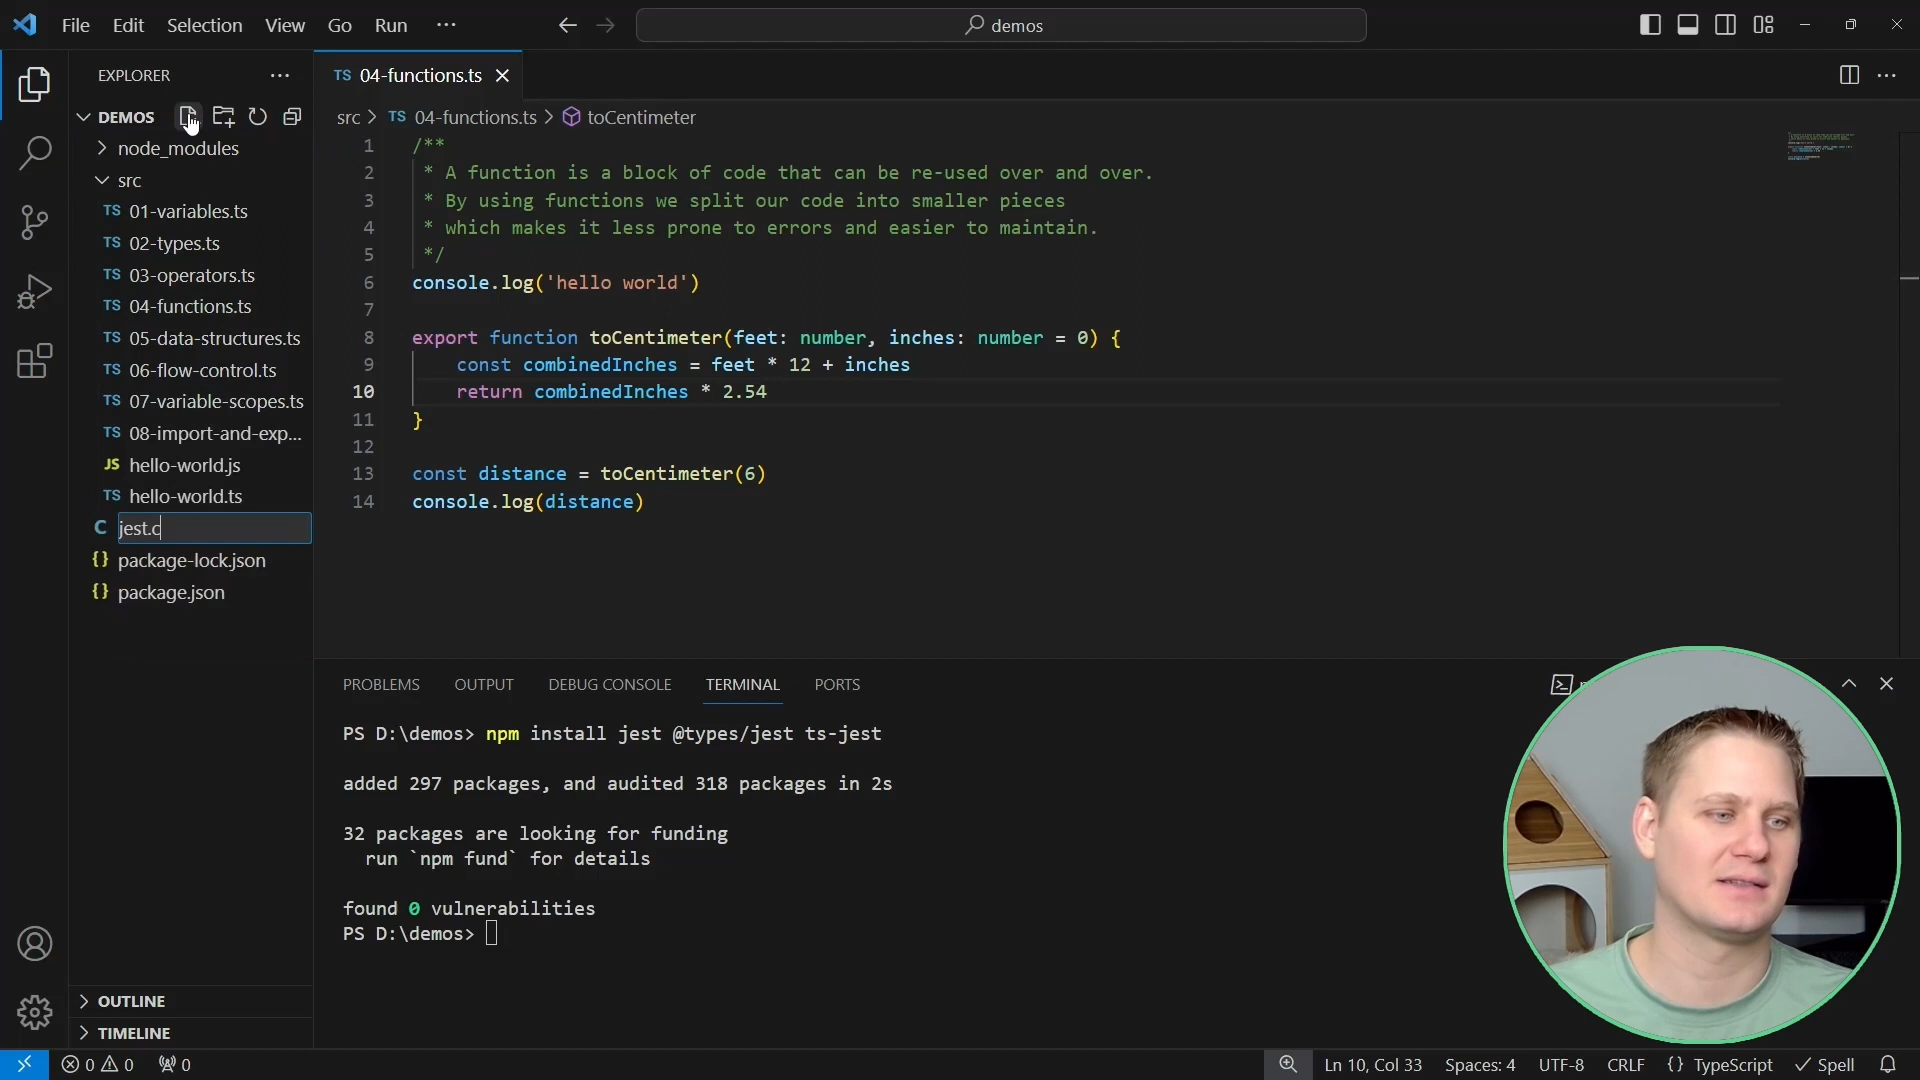 File Edit Selection View Go Run ...
demos
EXPLORER
DEMOS
node_modules
src
TS 01-variables.ts
TS 02-types.ts
TS 03-operators.ts
TS 04-functions.ts
TS 05-data-structures.ts
TS 06-flow-control.ts
TS 07-variable-scopes.ts
TS 08-import-and-exp...
JS hello-world.js
TS hello-world.ts
C jest.c
{} package-lock.json
{} package.json
OUTLINE
TIMELINE
TS 04-functions.ts
src > TS 04-functions.ts > toCentimeter
1 /**
2 * A function is a block of code that can be re-used over and over.
3 * By using functions we split our code into smaller pieces
4 * which makes it less prone to errors and easier to maintain.
5 */
6 console.log('hello world')
7
8 export function toCentimeter(feet: number, inches: number = 0) {
9 const combinedInches = feet * 12 + inches
10 return combinedInches * 2.54
11 }
12
13 const distance = toCentimeter(6)
14 console.log(distance)
PROBLEMS OUTPUT DEBUG CONSOLE TERMINAL PORTS
PS D:\demos> npm install jest @types/jest ts-jest
added 297 packages, and audited 318 packages in 2s
32 packages are looking for funding
run `npm fund` for details
found 0 vulnerabilities
PS D:\demos>
0 0 0 Ln 10, Col 33 Spaces: 4 UTF-8 CRLF {} TypeScript Spell